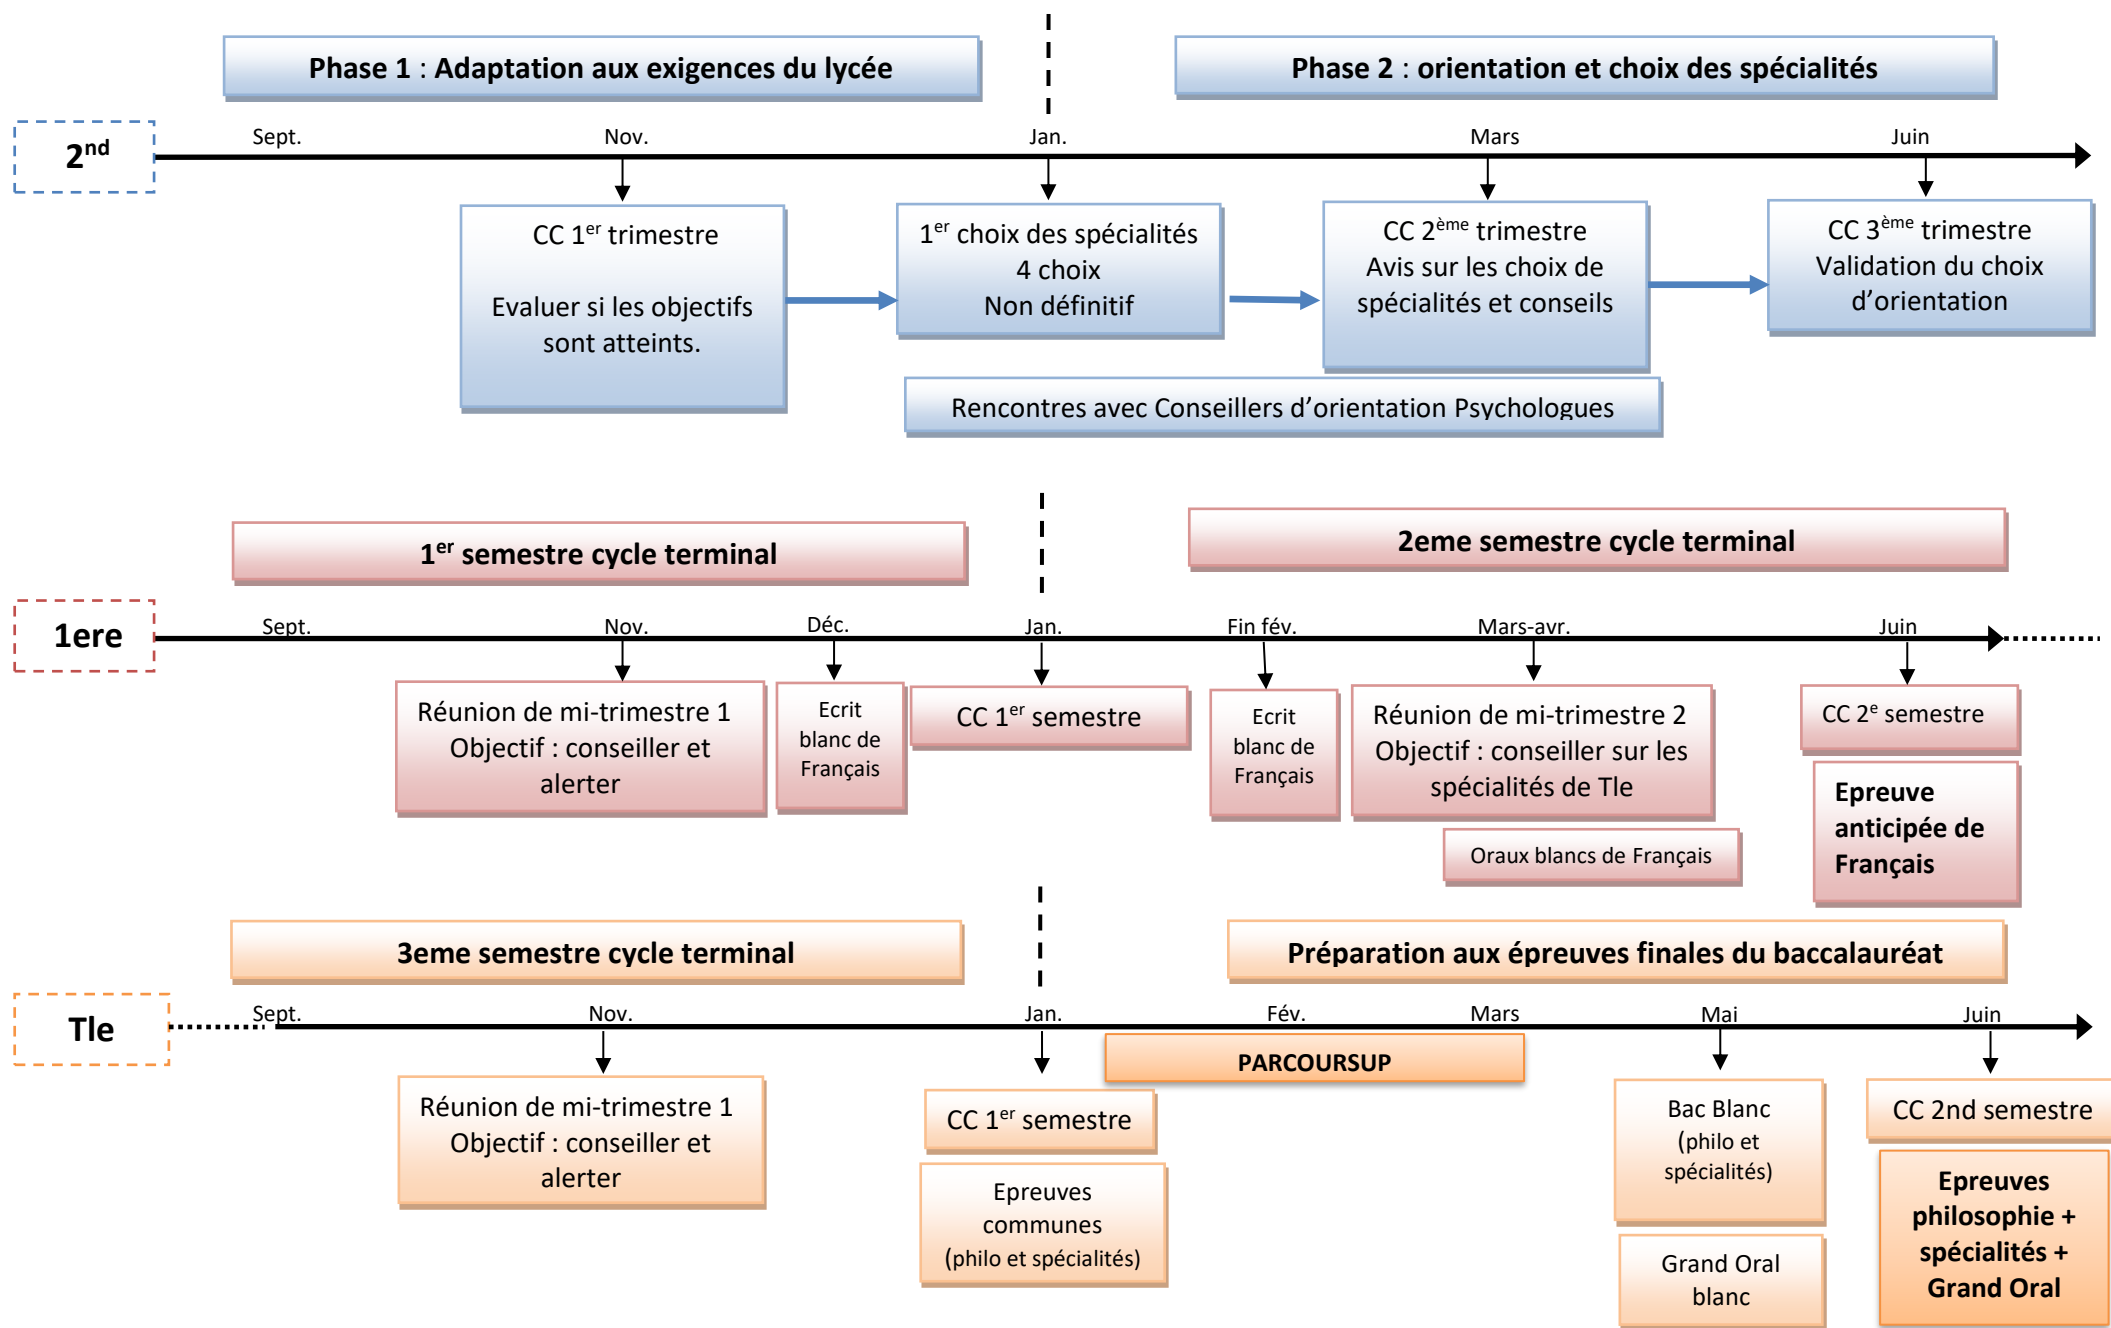 Phase 1 : Adaptation aux exigences du lycée
Phase 2 : orientation et choix des spécialités
2nd
Sept.
Nov.
Jan.
Mars
Juin
CC 1er trimestre
Evaluer si les objectifs
sont atteints.
1er choix des spécialités
4 choix
Non définitif
CC 2ème trimestre
Avis sur les choix de
spécialités et conseils
CC 3ème trimestre
Validation du choix
d’orientation
Rencontres avec Conseillers d’orientation Psychologues
1er semestre cycle terminal
2eme semestre cycle terminal
1ere
Sept.
Nov.
Déc.
Jan.
Fin fév.
Mars-avr.
Juin
Réunion de mi-trimestre 1
Objectif : conseiller et
alerter
Ecrit
blanc de
Français
CC 1er semestre
Ecrit
blanc de
Français
Réunion de mi-trimestre 2
Objectif : conseiller sur les
spécialités de Tle
Oraux blancs de Français
CC 2e semestre
Epreuve
anticipée de
Français
3eme semestre cycle terminal
Préparation aux épreuves finales du baccalauréat
Tle
Sept.
Nov.
Jan.
Fév.
Mars
Mai
Juin
PARCOURSUP
Réunion de mi-trimestre 1
Objectif : conseiller et
alerter
CC 1er semestre
Epreuves
communes
(philo et spécialités)
Bac Blanc
(philo et
spécialités)
Grand Oral
blanc
CC 2nd semestre
Epreuves
philosophie +
spécialités +
Grand Oral